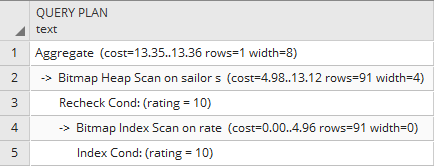 QUERY PLAN
text
1 Aggregate (cost=13.35..13.36 rows=1 width=8)
2 -> Bitmap Heap Scan on sailor s (cost=4.98..13.12 rows=91 width=4)
3 Recheck Cond: (rating = 10)
4 -> Bitmap Index Scan on rate (cost=0.00..4.96 rows=91 width=0)
5 Index Cond: (rating = 10)